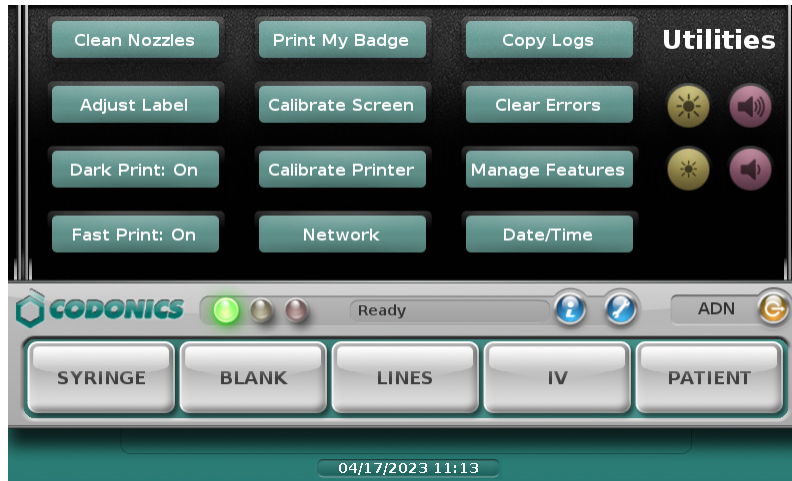 Clean Nozzles Print My Badge Copy Logs Utilities
Adjust Label Calibrate Screen Clear Errors
Dark Print: On Calibrate Printer Manage Features
Fast Print: On Network Date/Time
CODONICS Ready ADN
SYRINGE BLANK LINES IV PATIENT
04/17/2023 11:13